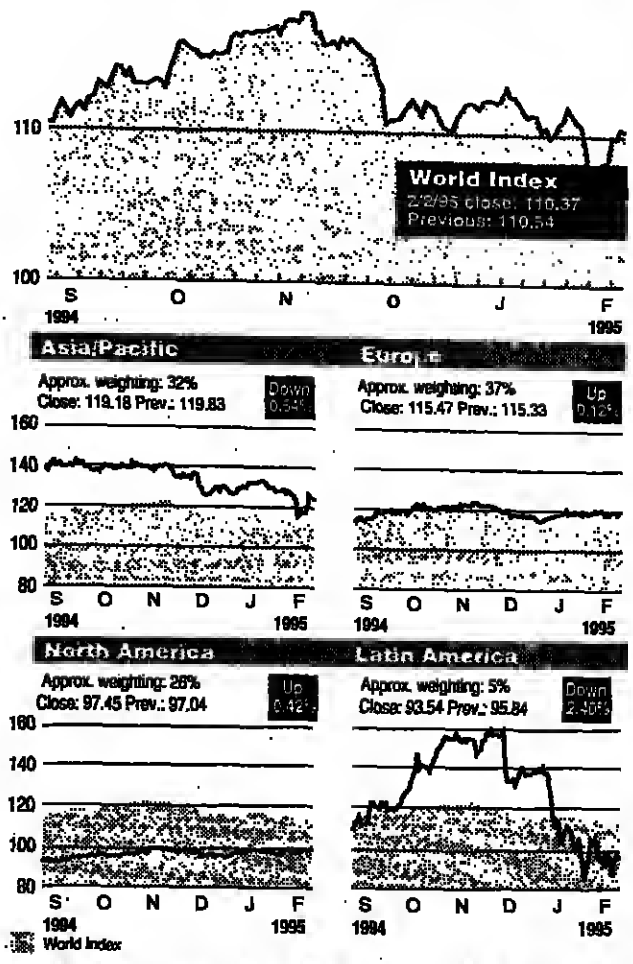 110
World Index
2/2/95 close: 110.37
Previous: 110.54
100
S O N O J F
1994 1995
Asia/Pacific
Approx. weighting: 32%
Close: 119.18 Prev.: 119.83
Down
0.54%
160
140
120
100
80
S O N D J F
1994 1995
Europe
Approx. weighting: 37%
Close: 115.47 Prev.: 115.33
Up
0.12%
S O N D J F
1994 1995
North America
Approx. weighting: 26%
Close: 97.45 Prev.: 97.04
Up
0.42%
160
140
120
100
80
S O N D J F
1994 1995
Latin America
Approx. weighting: 5%
Close: 93.54 Prev.: 95.84
Down
2.40%
S O N D J F
1994 1995
World Index